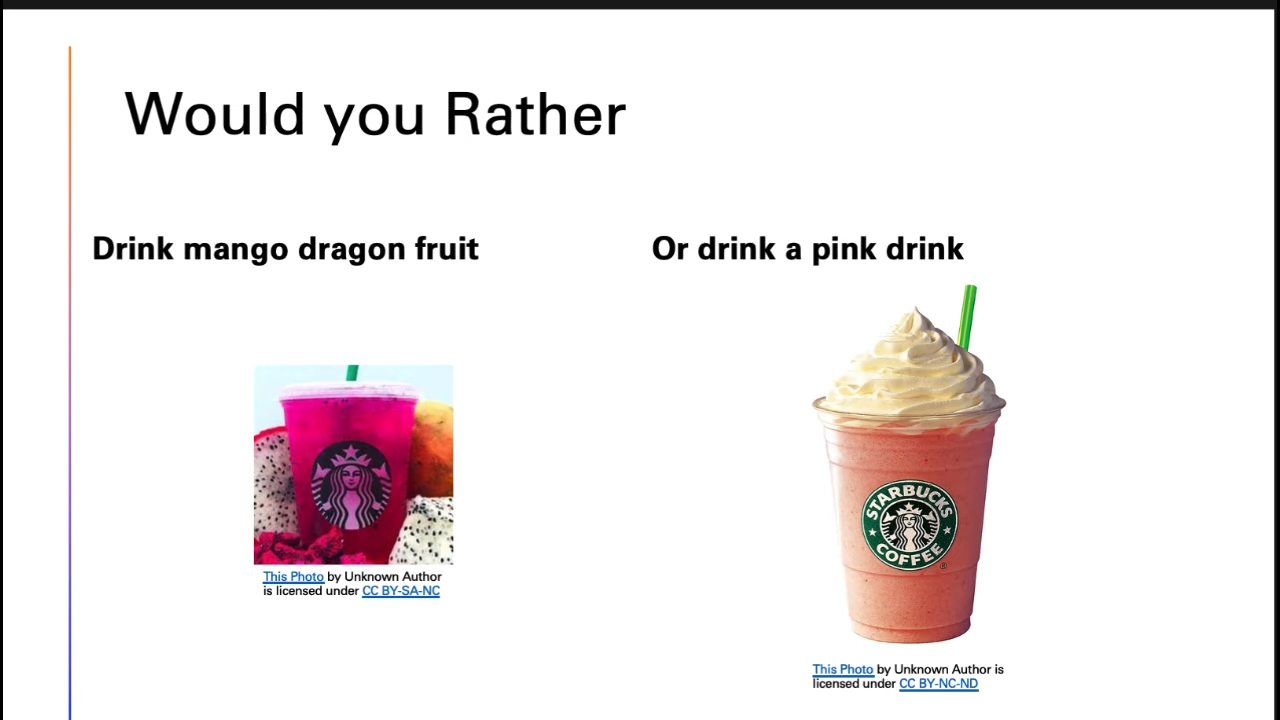 Would you Rather
Drink mango dragon fruit
Or drink a pink drink
This Photo by Unknown Author
is licensed under CC BY-SA-NC
STARBUCKS
COFFEE
®
This Photo by Unknown Author is
licensed under CC BY-NC-ND